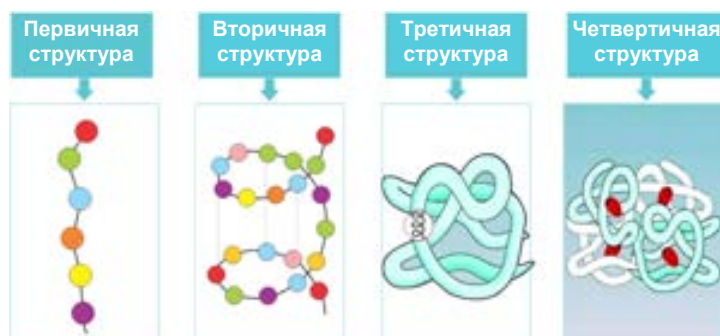 Первичная
структура
Вторичная
структура
Третичная
структура
Четвертичная
структура